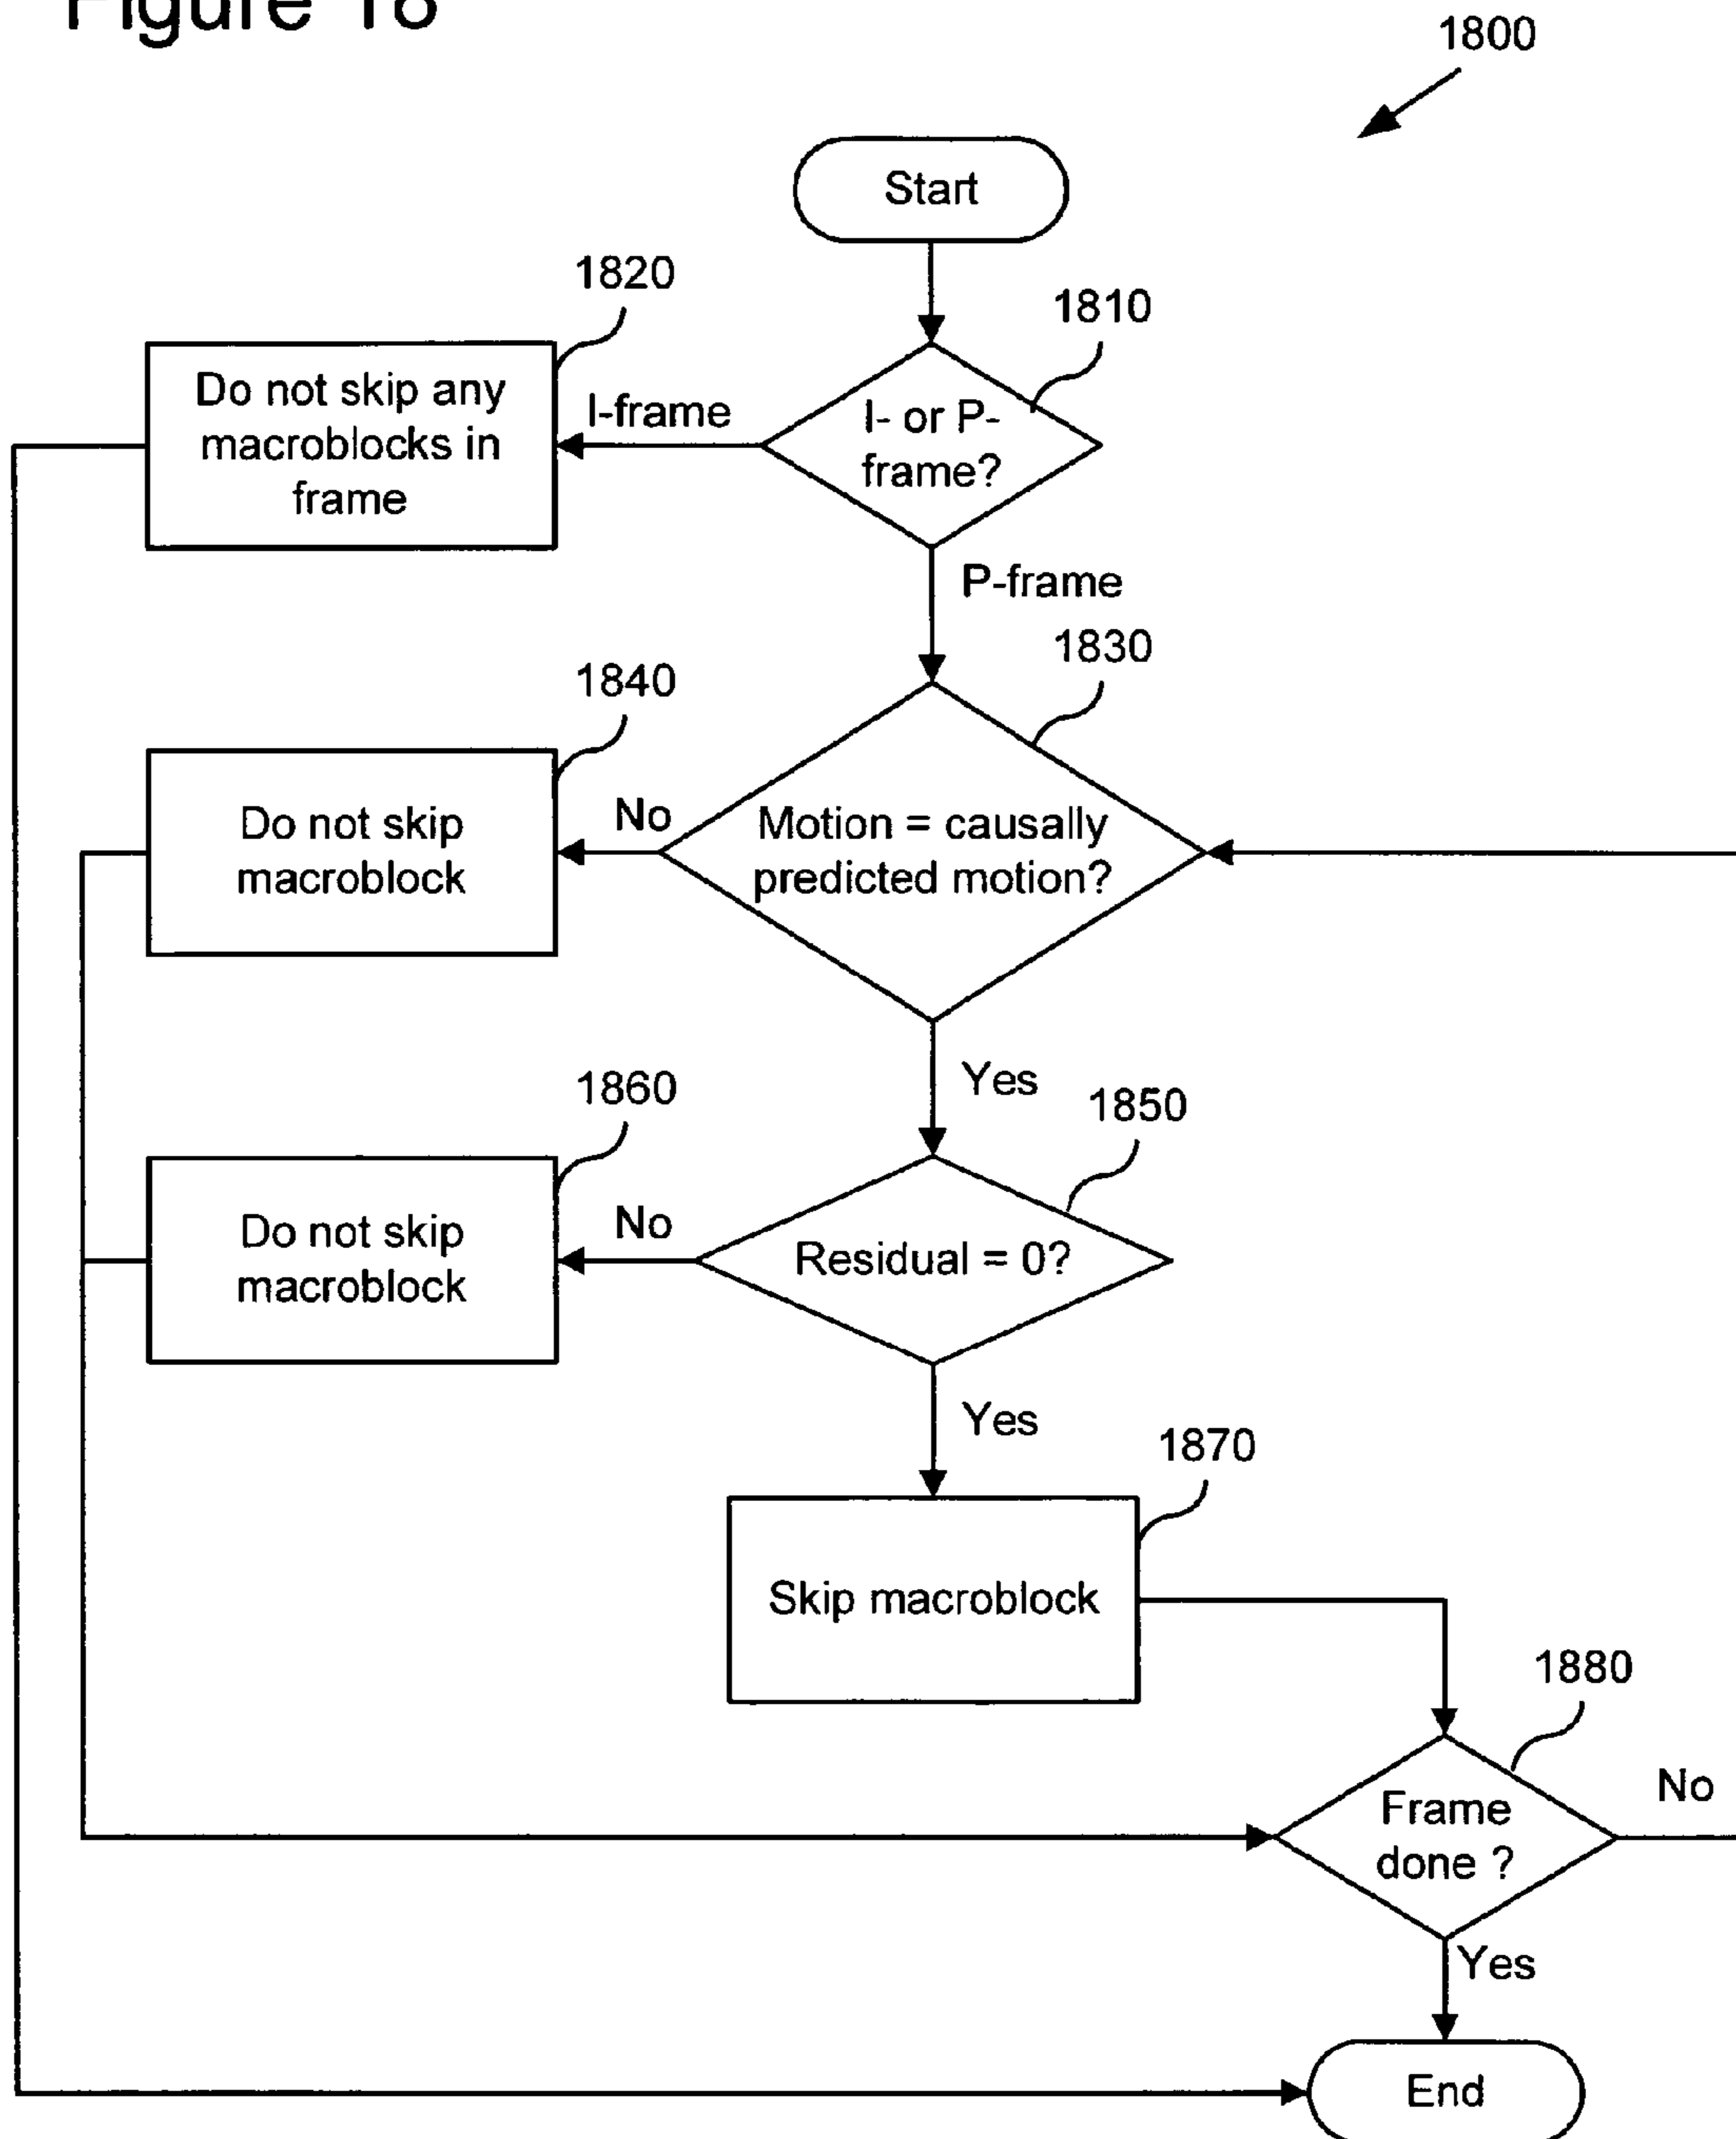 Figure 18
1800
Start
1820
1810
Do not skip any
macroblocks in
frame
I-frame
I- or P-
frame?
P-frame
1830
1840
Do not skip
macroblock
No
Motion = causally
predicted motion?
Yes
1860
1850
Do not skip
macroblock
No
Residual = 0?
Yes
1870
Skip macroblock
1880
No
Frame
done ?
Yes
End